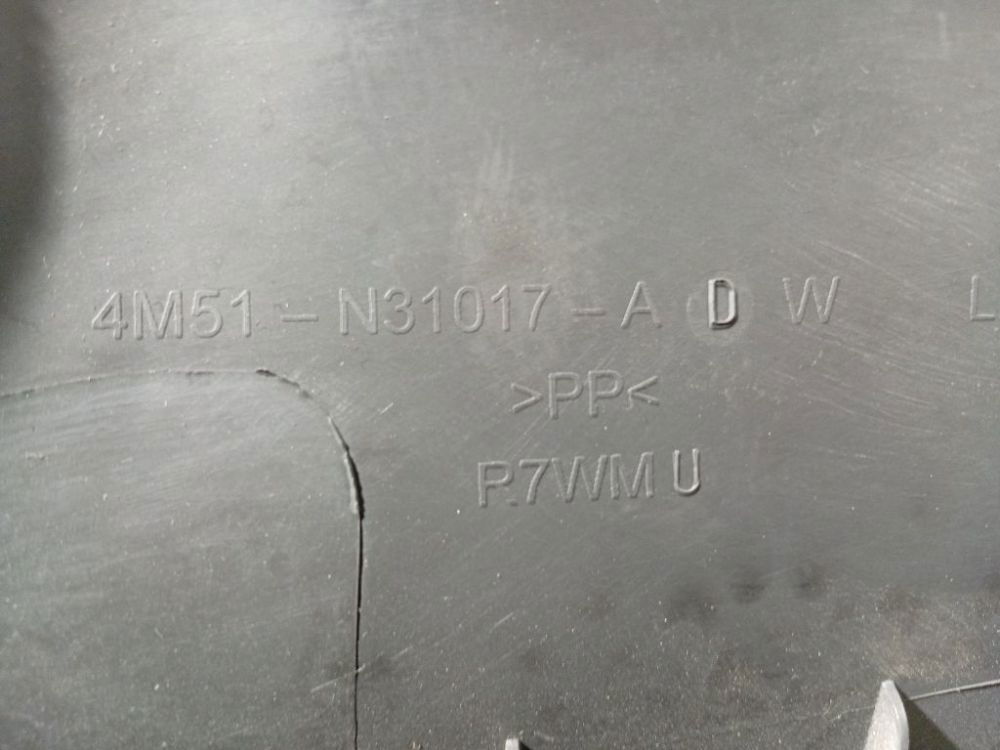 4M51-N31017-A D W L
>PP<
R7WM U